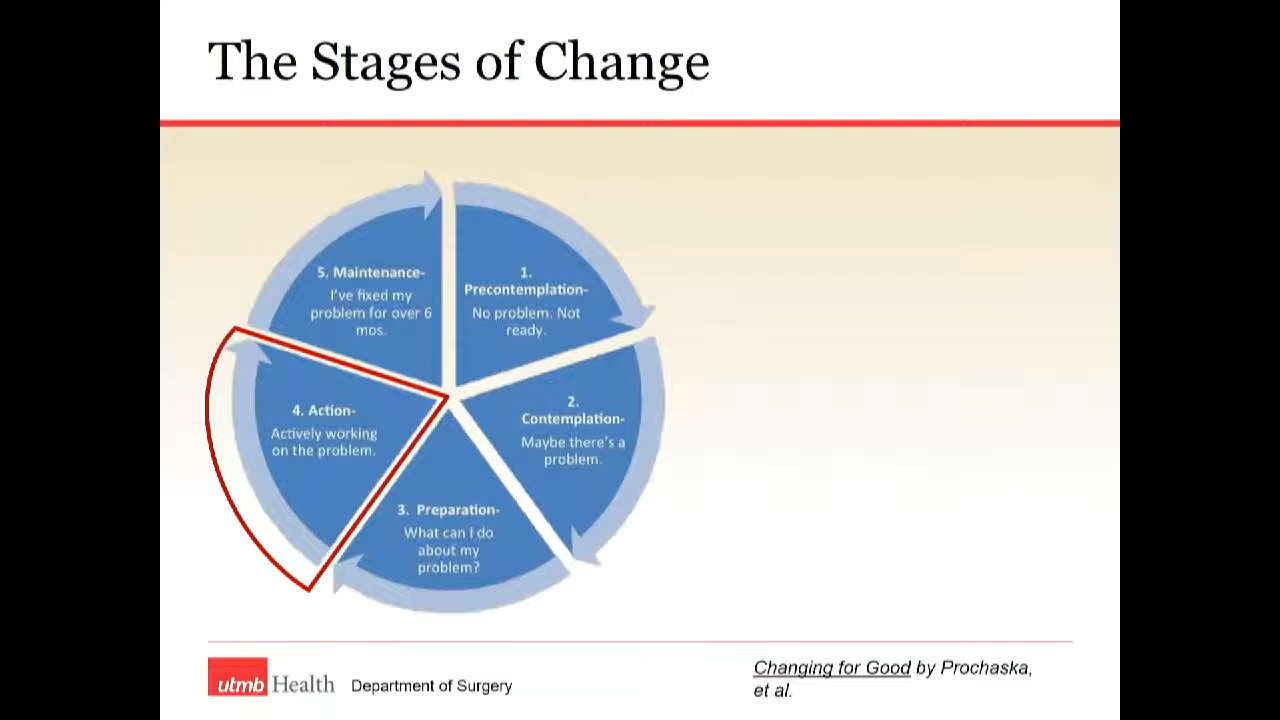 The Stages of Change
5. Maintenance-
I've fixed my
problem for over 6
mos.
1.
Precontemplation-
No problem. Not
ready.
2.
Contemplation-
Maybe there's a
problem.
3. Preparation-
What can I do
about my
problem?
4. Action-
Actively working
on the problem.
utmb Health Department of Surgery
Changing for Good by Prochaska,
et al.